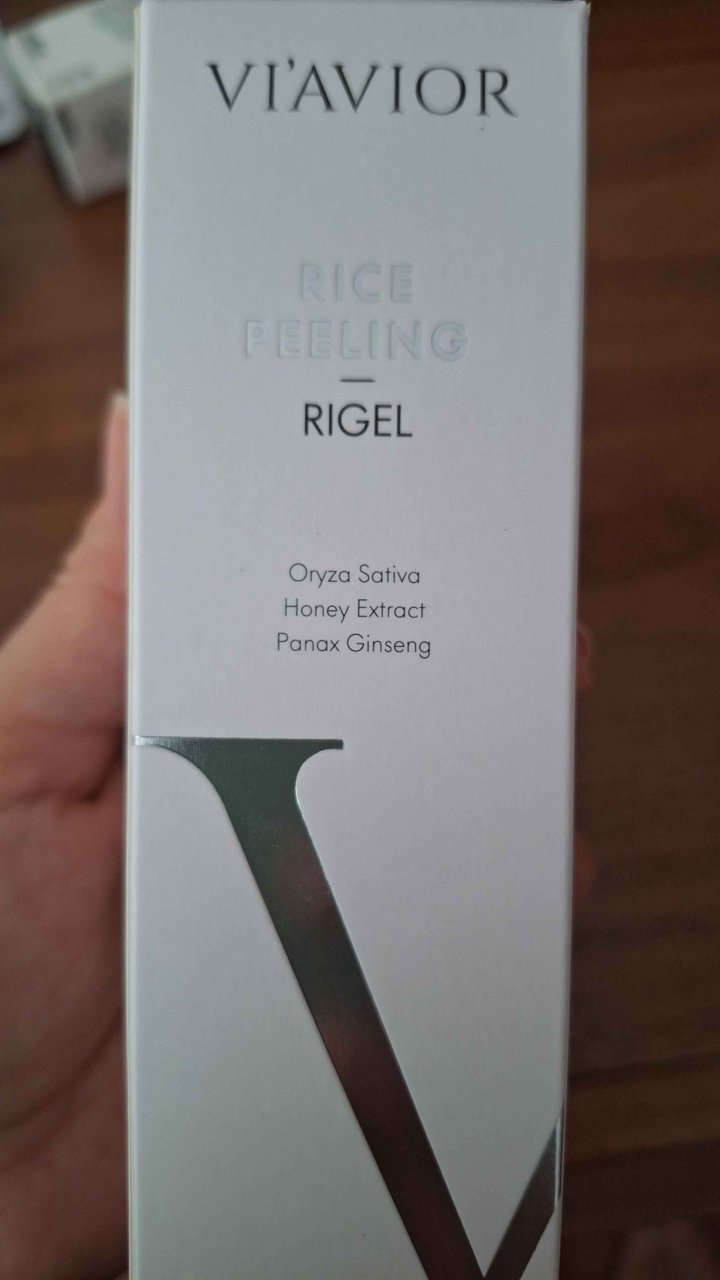 VI'AVIOR
RICE
PEELING
RIGEL
Oryza Sativa
Honey Extract
Panax Ginseng